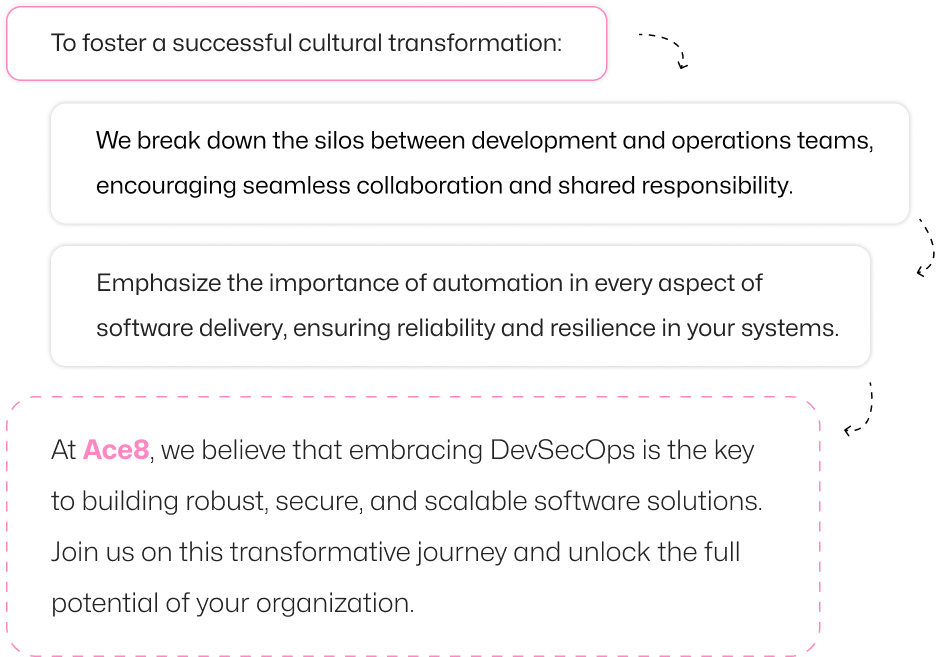 To foster a successful cultural transformation:
We break down the silos between development and operations teams,
encouraging seamless collaboration and shared responsibility.
Emphasize the importance of automation in every aspect of
software delivery, ensuring reliability and resilience in your systems.
At Ace8, we believe that embracing DevSecOps is the key
to building robust, secure, and scalable software solutions.
Join us on this transformative journey and unlock the full
potential of your organization.